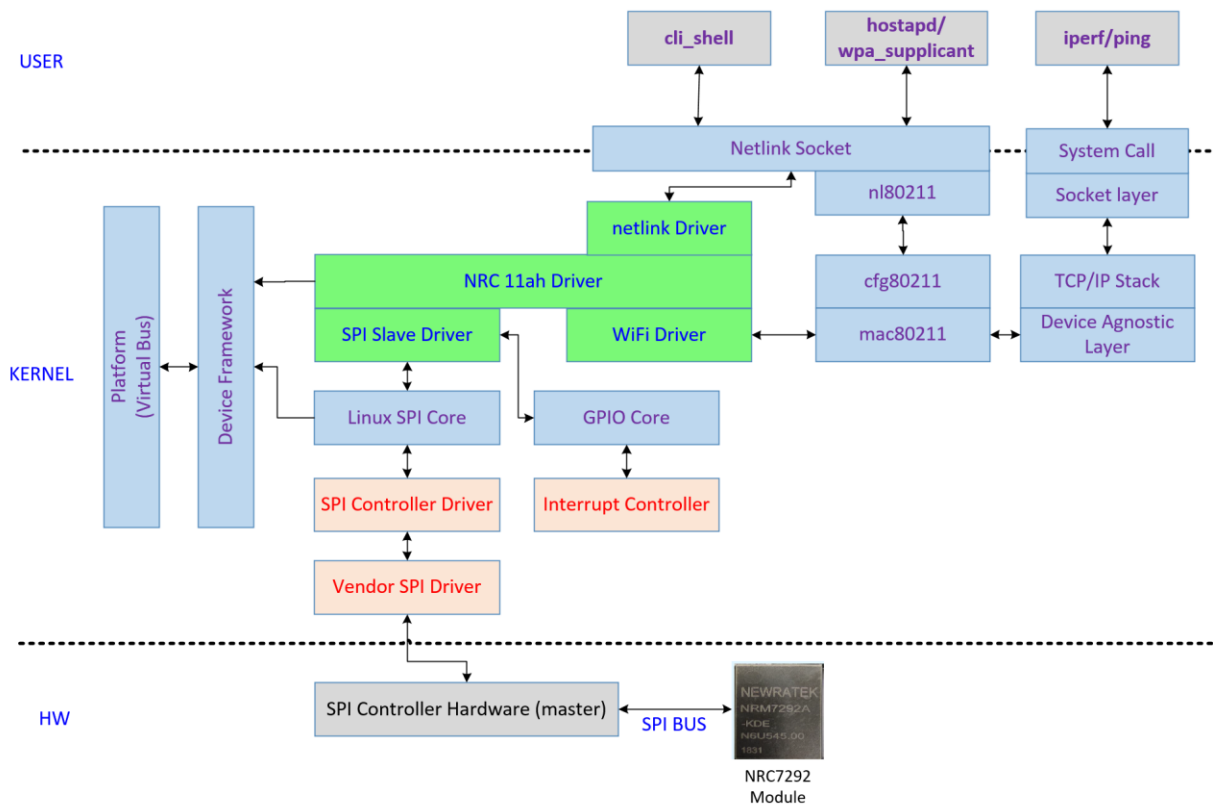 cli_shell
hostapd/
wpa_supplicant
iperf/ping
USER
Netlink Socket
System Call
nl80211
Socket layer
netlink Driver
NRC 11ah Driver
cfg80211
TCP/IP Stack
SPI Slave Driver
WiFi Driver
mac80211
Device Agnostic
Layer
KERNEL
Platform
(Virtual Bus)
Device Framework
Linux SPI Core
GPIO Core
SPI Controller Driver
Interrupt Controller
Vendor SPI Driver
HW
SPI Controller Hardware (master)
SPI BUS
NEWRATEK
NRM7292A
-KDE
N6U545.00
1831
NRC7292
Module